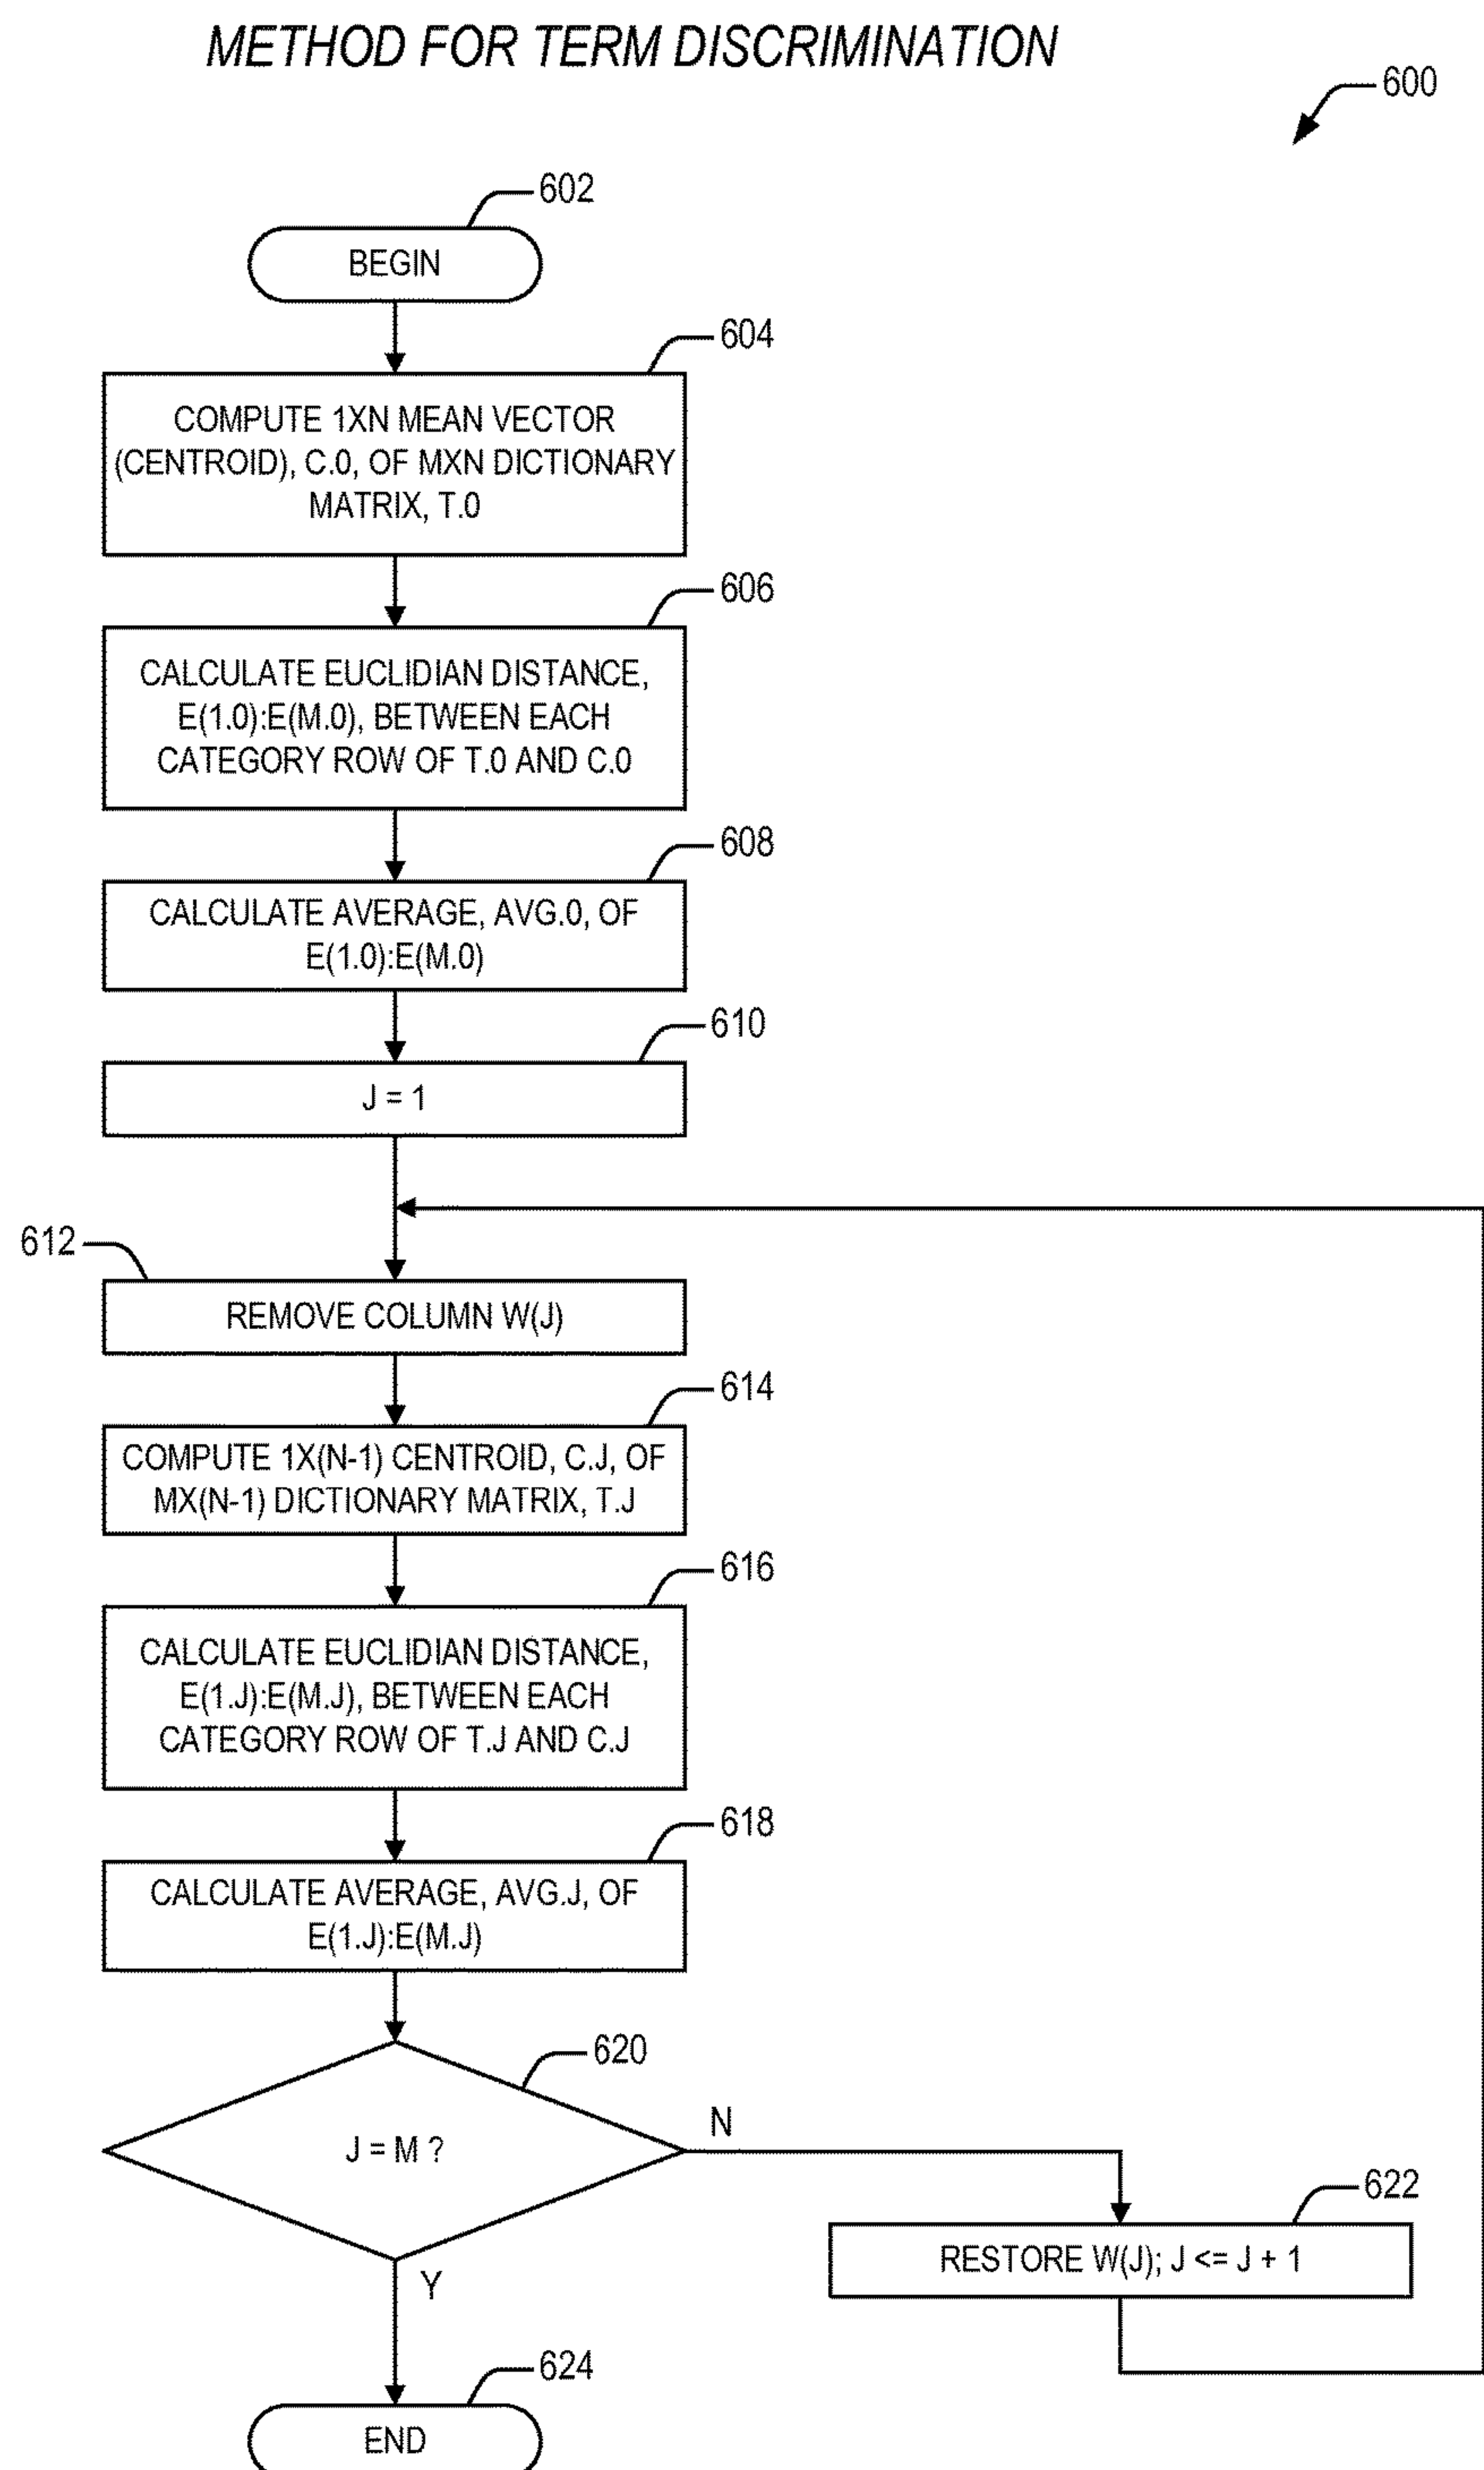 METHOD FOR TERM DISCRIMINATION
600
602
BEGIN
604
COMPUTE 1XN MEAN VECTOR
(CENTROID), C.0, OF MXN DICTIONARY
MATRIX, T.0
606
CALCULATE EUCLIDIAN DISTANCE,
E(1.0):E(M.0), BETWEEN EACH
CATEGORY ROW OF T.0 AND C.0
608
CALCULATE AVERAGE, AVG.0, OF
E(1.0):E(M.0)
610
J = 1
612
REMOVE COLUMN W(J)
614
COMPUTE 1X(N-1) CENTROID, C.J, OF
MX(N-1) DICTIONARY MATRIX, T.J
616
CALCULATE EUCLIDIAN DISTANCE,
E(1.J):E(M.J), BETWEEN EACH
CATEGORY ROW OF T.J AND C.J
618
CALCULATE AVERAGE, AVG.J, OF
E(1.J):E(M.J)
620
J = M ?
N
622
RESTORE W(J); J <= J + 1
Y
624
END